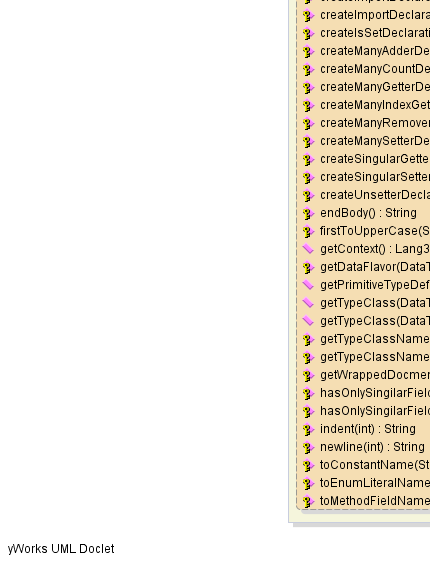 createImportDeclara
createImportDeclara
createIsSetDeclarati
createManyAdderDe
createManyCountDe
createManyGetterDe
createManyIndexGet
createManyRemover
createManySetterDe
createSingularGette
createSingularSetter
createUnsetterDecla
endBody() : String
firstToUpperCase(S
getContext() : Lang3
getDataFlavor(DataT
getPrimitiveTypeDef
getTypeClass(DataT
getTypeClass(DataT
getTypeClassName
getTypeClassName
getWrappedDocmer
hasOnlySingilarField
hasOnlySingilarField
indent(int) : String
newline(int) : String
toConstantName(St
toEnumLiteralName
toMethodFieldName
yWorks UML Doclet